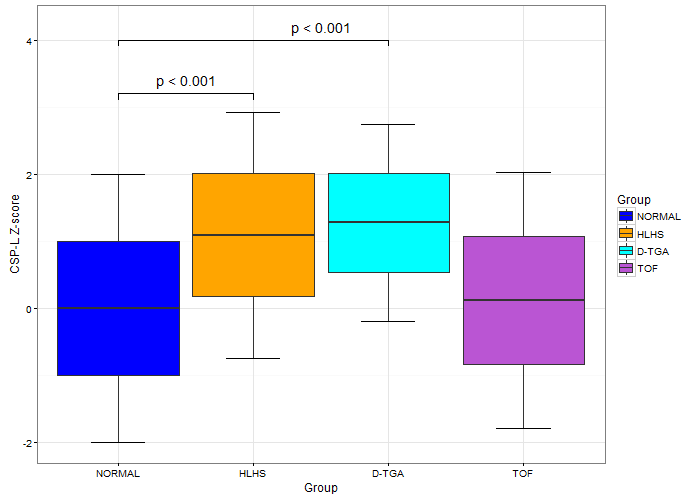 p < 0.001
p < 0.001
4
2
0
-2
CSP-L Z-score
NORMAL
HLHS
D-TGA
TOF
Group
Group
NORMAL
HLHS
D-TGA
TOF